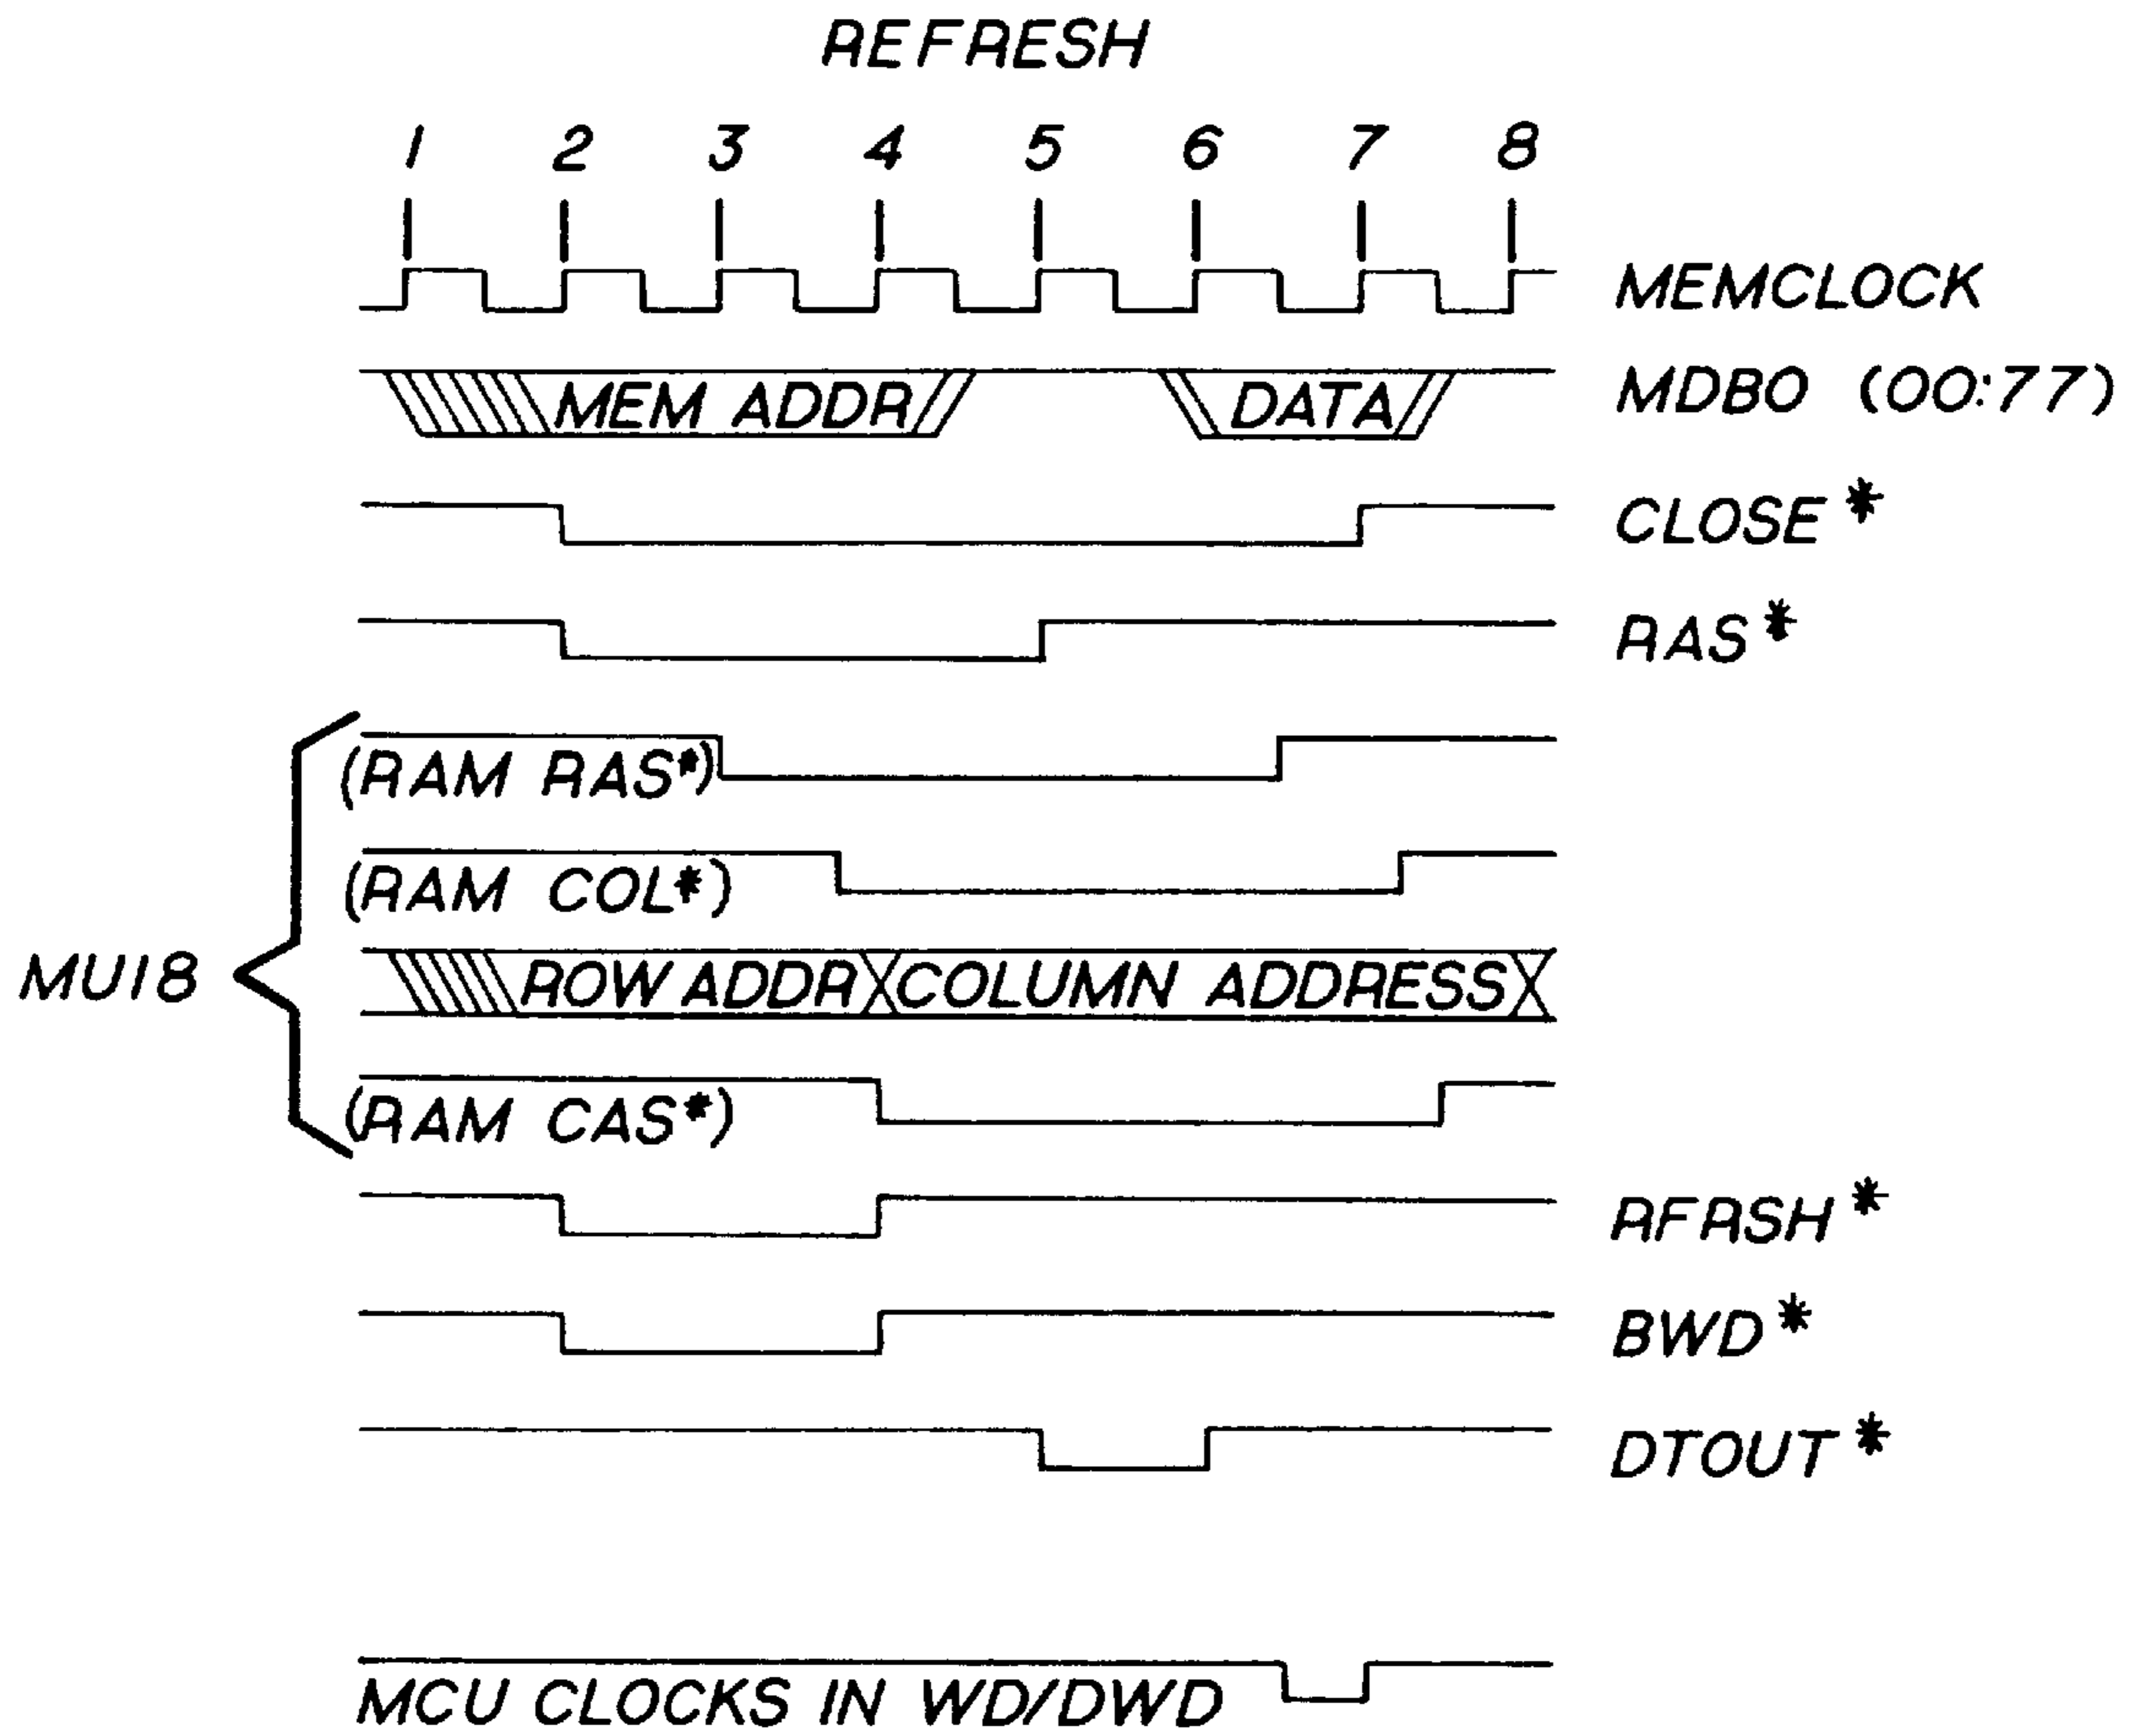 REFRESH
1 2 3 4 5 6 7 8
MEMCLOCK
MEM ADDR DATA MDBO (00:77)
CLOSE*
RAS*
(RAM RAS*)
(RAM COL*)
MU18 ROW ADDR COLUMN ADDRESS
(RAM CAS*)
RFRSH*
BWD*
DTOUT*
MCU CLOCKS IN WD/DWD